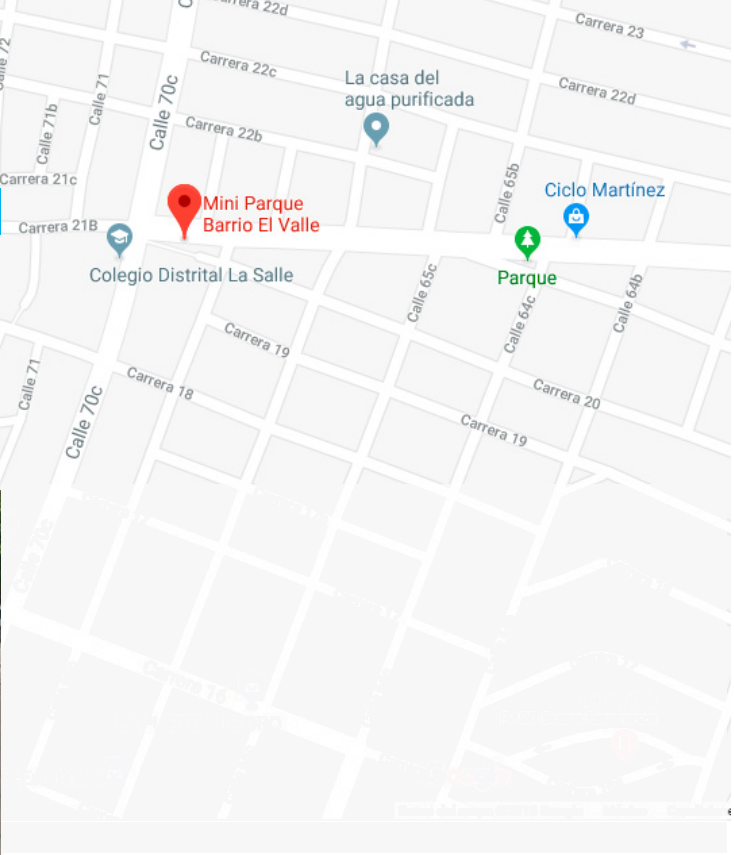 Carrera 22d
Carrera 23
Carrera 22c
Calle 72
Calle 71
Calle 70c
La casa del
agua purificada
Carrera 22d
Calle 71b
Carrera 22b
Carrera 21c
Calle 65b
Ciclo Martínez
Mini Parque
Barrio El Valle
Carrera 21B
Colegio Distrital La Salle
Parque
Calle 65c
Calle 64c
Calle 64b
Carrera 19
Carrera 18
Calle 71
Calle 70c
Carrera 20
Carrera 19
Calle 70c